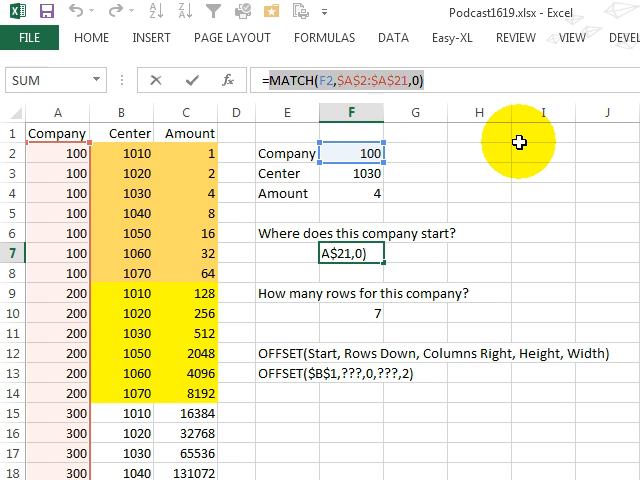 Podcast1619.xlsx - Excel
FILE HOME INSERT PAGE LAYOUT FORMULAS DATA Easy-XL REVIEW VIEW DEVEL
SUM =MATCH(F2,$A$2:$A$21,0)
A B C D E F G H I J
1 Company Center Amount
2 100 1010 1 Company 100
3 100 1020 2 Center 1030
4 100 1030 4 Amount 4
5 100 1040 8
6 100 1050 16 Where does this company start?
7 100 1060 32 A$21,0)
8 100 1070 64
9 200 1010 128 How many rows for this company?
10 200 1020 256 7
11 200 1030 512
12 200 1050 2048 OFFSET(Start, Rows Down, Columns Right, Height, Width)
13 200 1060 4096 OFFSET($B$1,???,0,???,2)
14 200 1070 8192
15 300 1010 16384
16 300 1020 32768
17 300 1030 65536
18 300 1040 131072